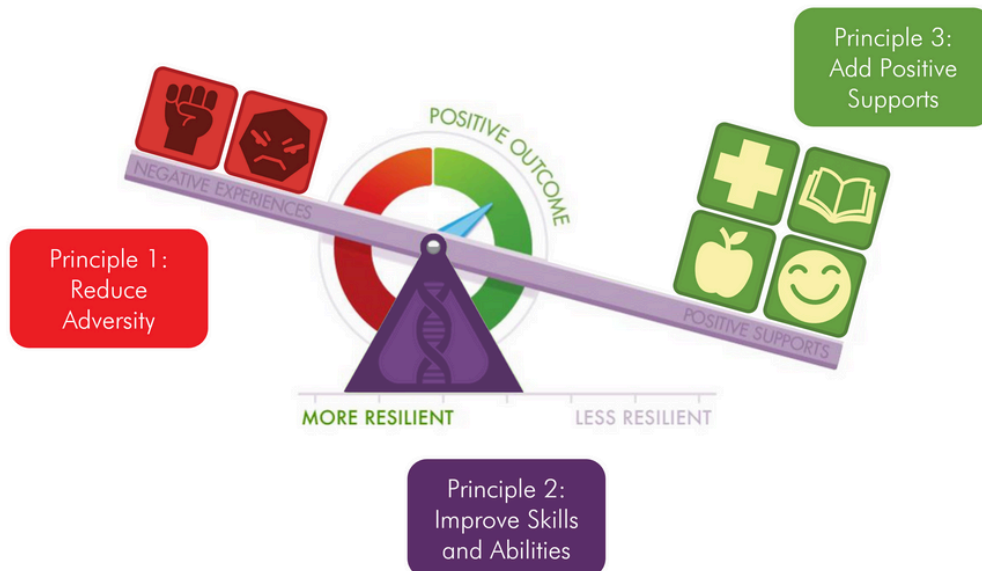 Principle 3:
Add Positive
Supports
POSITIVE OUTCOME
NEGATIVE EXPERIENCES
Principle 1:
Reduce
Adversity
POSITIVE SUPPORTS
MORE RESILIENT
LESS RESILIENT
Principle 2:
Improve Skills
and Abilities